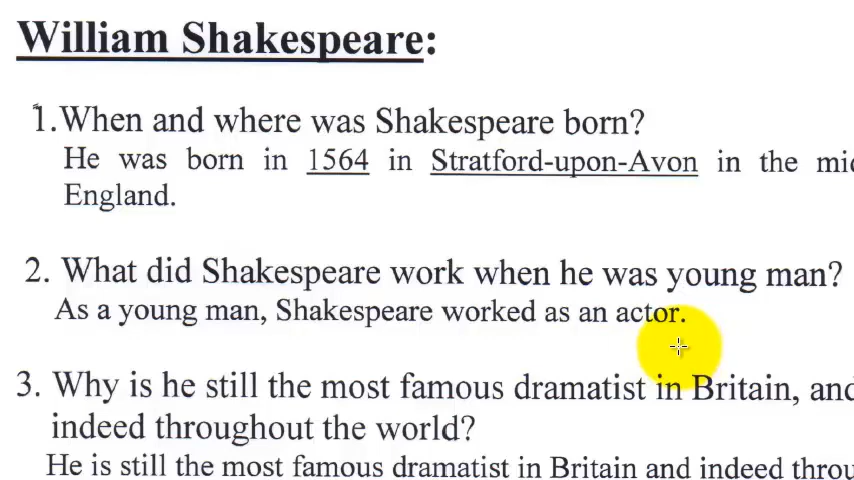 William Shakespeare:
1.When and where was Shakespeare born?
He was born in 1564 in Stratford-upon-Avon in the
England.
2. What did Shakespeare work when he was young man?
As a young man, Shakespeare worked as an actor.
3. Why is he still the most famous dramatist in Britain, and
indeed throughout the world?
He is still the most famous dramatist in Britain and indeed